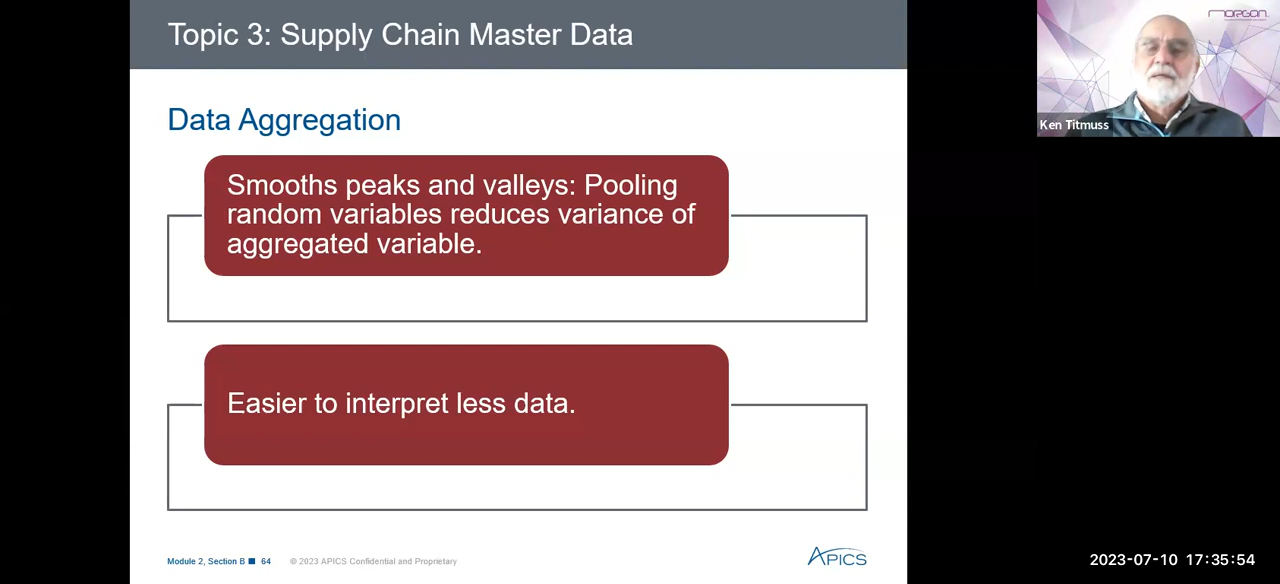 Topic 3: Supply Chain Master Data
morgon
Data Aggregation
Ken Titmuss
Smooths peaks and valleys: Pooling
random variables reduces variance of
aggregated variable.
Easier to interpret less data.
Module 2, Section B ■ 64 © 2023 APICS Confidential and Proprietary
APICS
2023-07-10 17:35:54